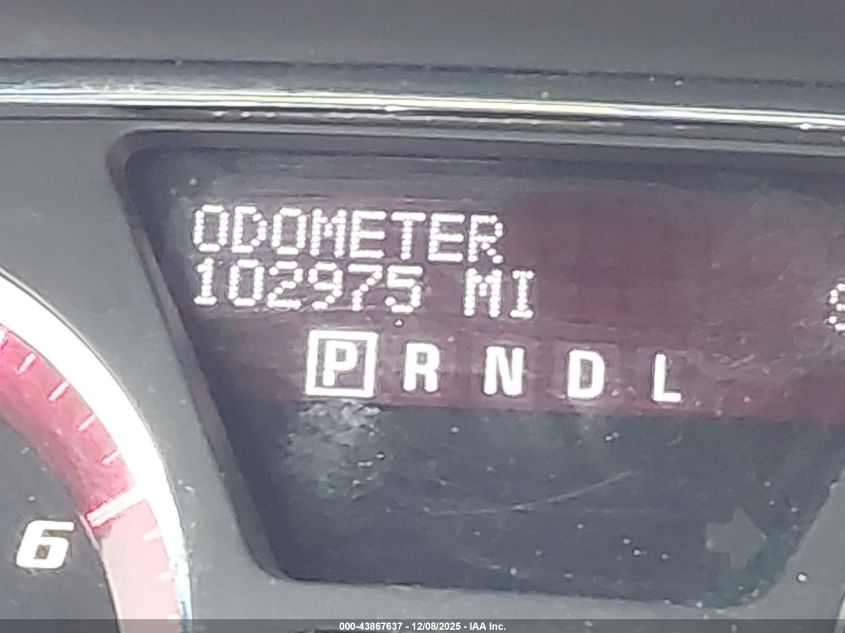 ODOMETER
102975 MI
P R N D L
6
000-43867637 - 12/08/2025 - IAA Inc.